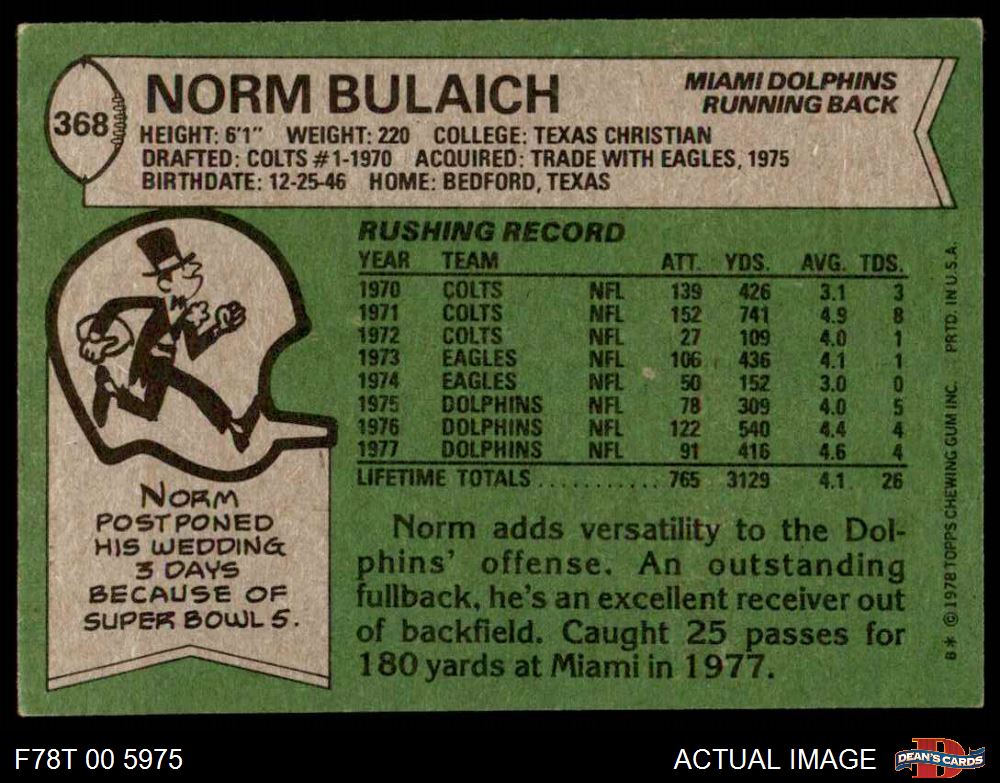 368
NORM BULAICH
MIAMI DOLPHINS
RUNNING BACK
HEIGHT: 6'1" WEIGHT: 220 COLLEGE: TEXAS CHRISTIAN
DRAFTED: COLTS #1-1970 ACQUIRED: TRADE WITH EAGLES, 1975
BIRTHDATE: 12-25-46 HOME: BEDFORD, TEXAS
RUSHING RECORD
YEAR TEAM ATT. YDS. AVG. TDS.
1970 COLTS NFL 139 426 3.1 3
1971 COLTS NFL 152 741 4.9 8
1972 COLTS NFL 27 109 4.0 1
1973 EAGLES NFL 106 436 4.1 1
1974 EAGLES NFL 50 152 3.0 0
1975 DOLPHINS NFL 78 309 4.0 5
1976 DOLPHINS NFL 122 540 4.4 4
1977 DOLPHINS NFL 91 416 4.6 4
LIFETIME TOTALS ........... 765 3129 4.1 26
NORM
POSTPONED
HIS WEDDING
3 DAYS
BECAUSE OF
SUPER BOWL 5.
Norm adds versatility to the Dol-
phins' offense. An outstanding
fullback, he's an excellent receiver out
of backfield. Caught 25 passes for
180 yards at Miami in 1977.
B* © 1978 TOPPS CHEWING GUM INC. PRTD. IN U.S.A.
F78T 00 5975
ACTUAL IMAGE
D
DEAN'S CARDS